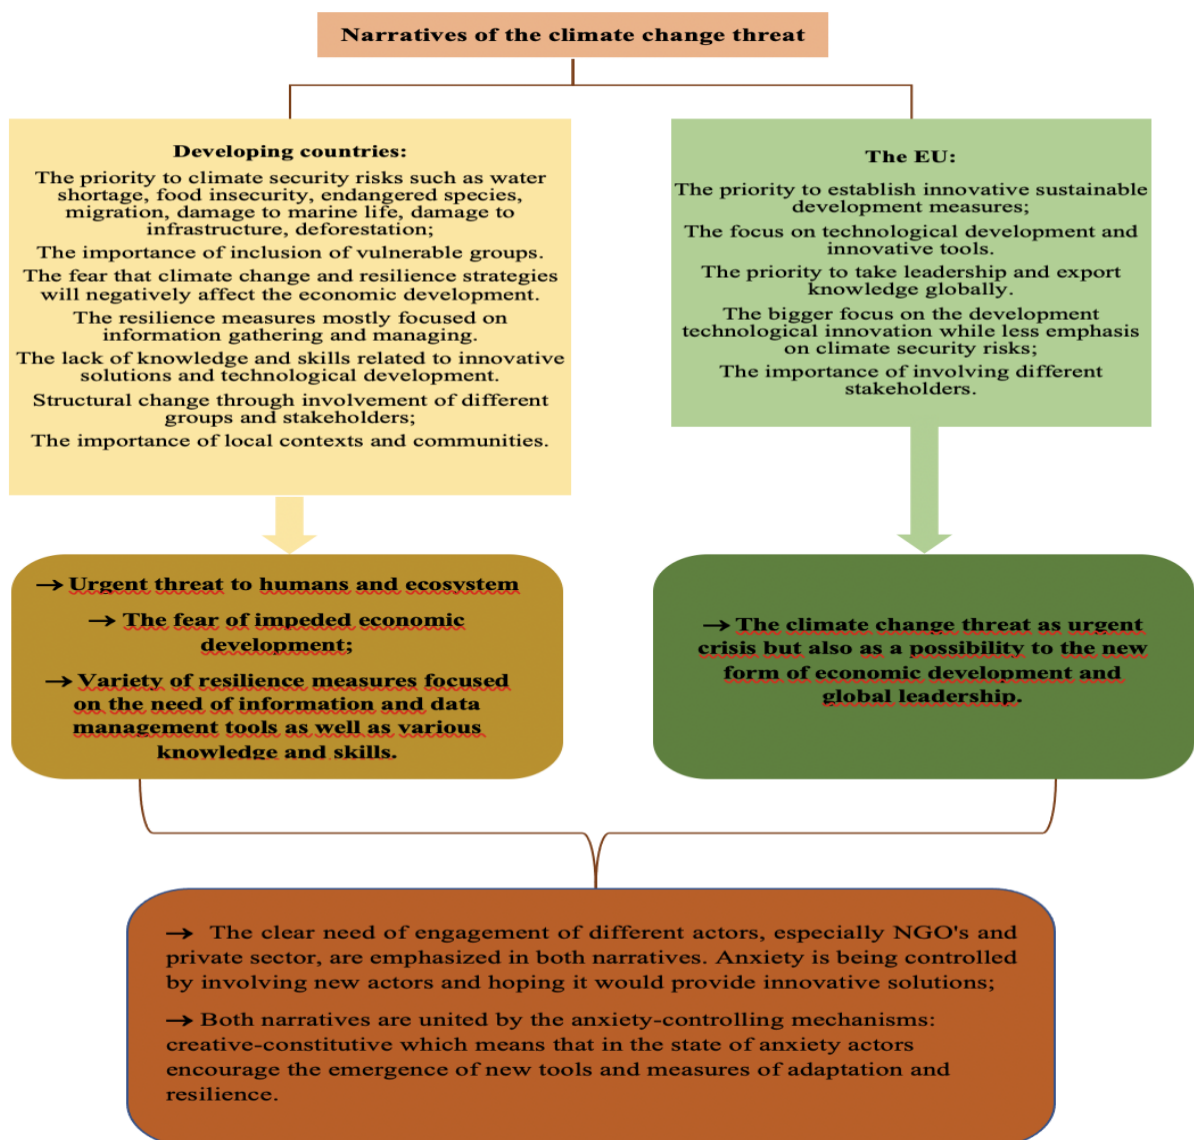 Narratives of the climate change threat
Developing countries:
The priority to climate security risks such as water
shortage, food insecurity, endangered species,
migration, damage to marine life, damage to
infrastructure, deforestation;
The importance of inclusion of vulnerable groups.
The fear that climate change and resilience strategies
will negatively affect the economic development.
The resilience measures mostly focused on
information gathering and managing.
The lack of knowledge and skills related to innovative
solutions and technological development.
Structural change through involvement of different
groups and stakeholders;
The importance of local contexts and communities.
The EU:
The priority to establish innovative sustainable
development measures;
The focus on technological development and
innovative tools.
The priority to take leadership and export
knowledge globally.
The bigger focus on the development
technological innovation while less emphasis
on climate security risks;
The importance of involving different
stakeholders.
→ Urgent threat to humans and ecosystem
→ The fear of impeded economic
development;
→ Variety of resilience measures focused
on the need of information and data
management tools as well as various
knowledge and skills.
→ The climate change threat as urgent
crisis but also as a possibility to the new
form of economic development and
global leadership.
→ The clear need of engagement of different actors, especially NGO's and
private sector, are emphasized in both narratives. Anxiety is being controlled
by involving new actors and hoping it would provide innovative solutions;
→ Both narratives are united by the anxiety-controlling mechanisms:
creative-constitutive which means that in the state of anxiety actors
encourage the emergence of new tools and measures of adaptation and
resilience.